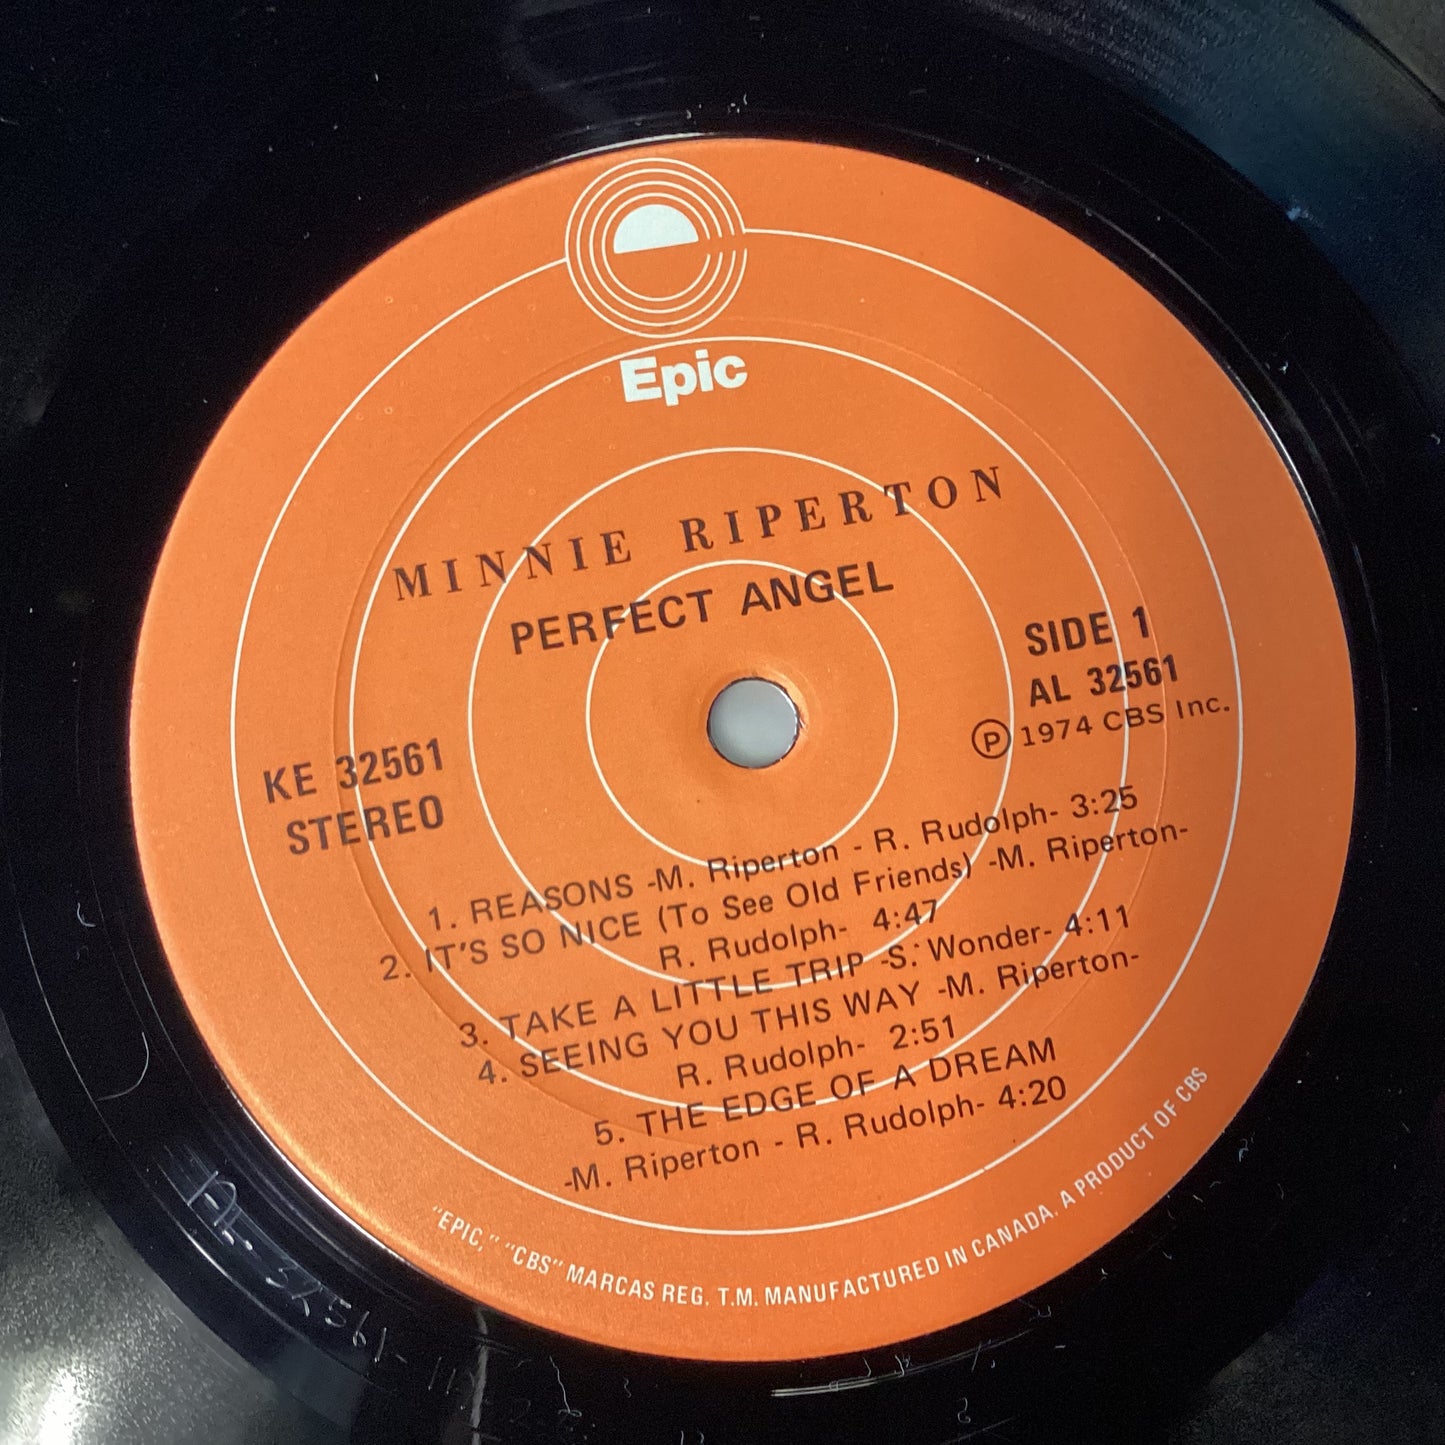 Epic
MINNIE RIPERTON
PERFECT ANGEL
SIDE 1
AL 32561
Ⓟ 1974 CBS Inc.
KE 32561
STEREO
1. REASONS -M. Riperton - R. Rudolph- 3:25
2. IT'S SO NICE (To See Old Friends) -M. Riperton-
R. Rudolph- 4:47
3. TAKE A LITTLE TRIP -S. Wonder- 4:11
4. SEEING YOU THIS WAY -M. Riperton-
R. Rudolph- 2:51
5. THE EDGE OF A DREAM
-M. Riperton - R. Rudolph- 4:20
"EPIC," "CBS" MARCAS REG. T.M. MANUFACTURED IN CANADA. A PRODUCT OF CBS